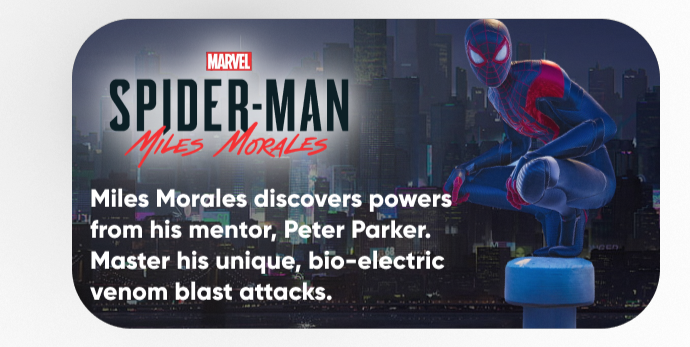 MARVEL
SPIDER-MAN
MILES MORALES
Miles Morales discovers powers
from his mentor, Peter Parker.
Master his unique, bio-electric
venom blast attacks.